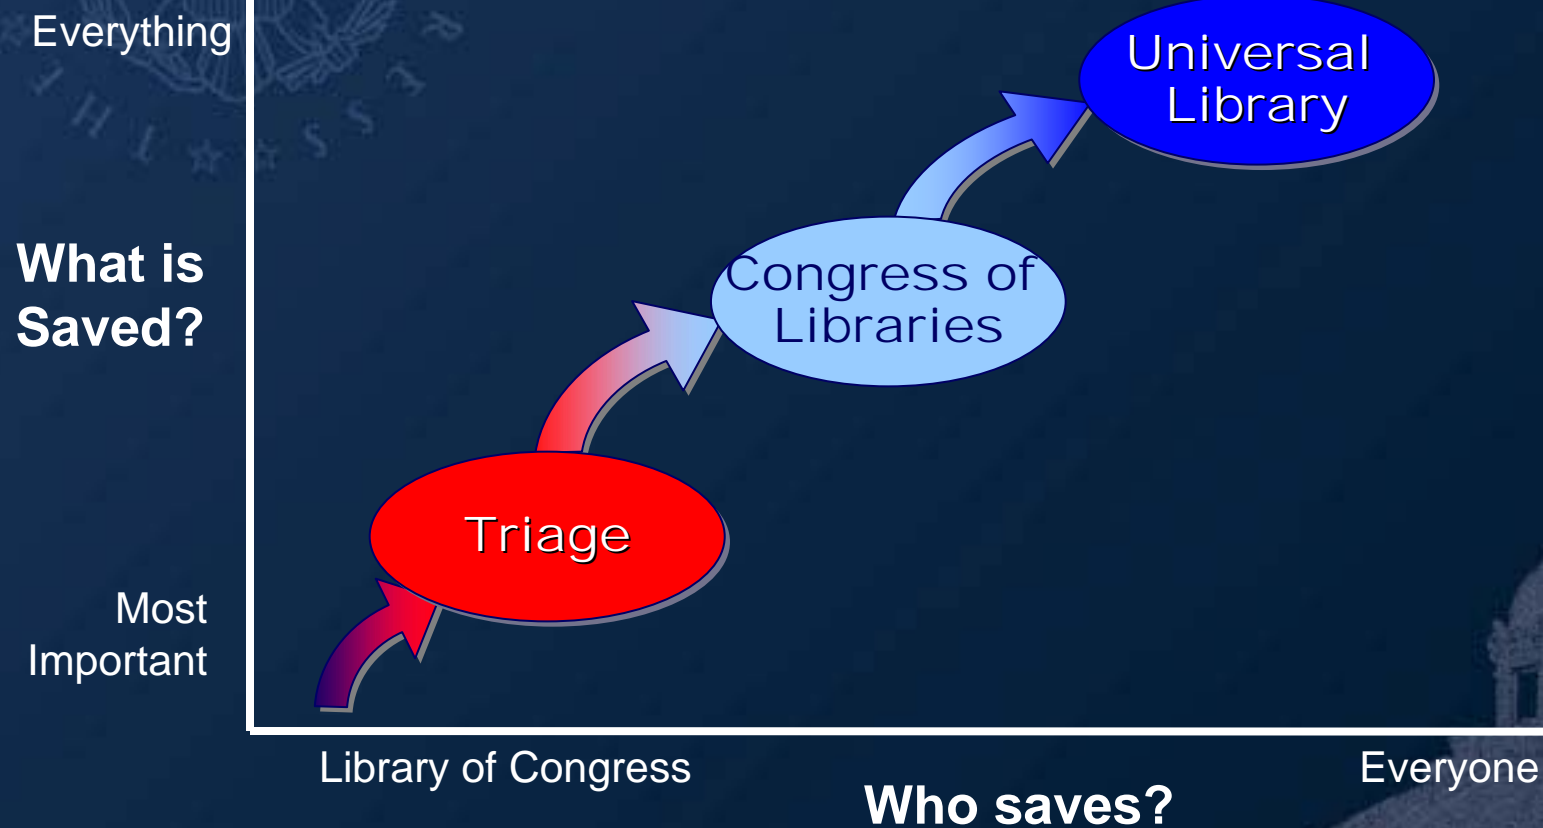 Everything
Universal
Library
What is
Saved?
Congress of
Libraries
Triage
Most
Important
Library of Congress
Everyone
Who saves?